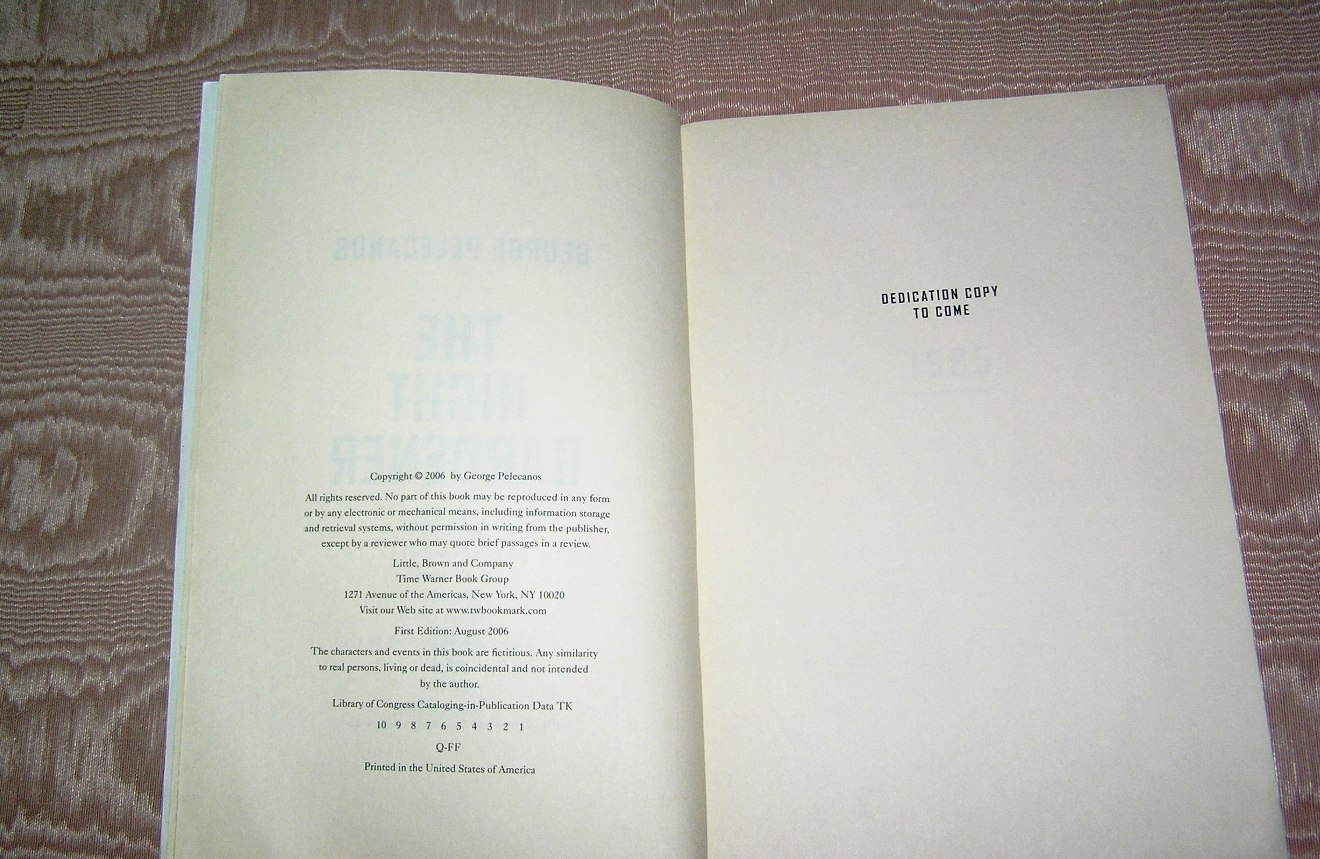 GEORGE PELECANOS
THE
NIGHT
GARDENER
Copyright © 2006 by George Pelecanos
All rights reserved. No part of this book may be reproduced in any form
or by any electronic or mechanical means, including information storage
and retrieval systems, without permission in writing from the publisher,
except by a reviewer who may quote brief passages in a review.
Little, Brown and Company
Time Warner Book Group
1271 Avenue of the Americas, New York, NY 10020
Visit our Web site at www.twbookmark.com
First Edition: August 2006
The characters and events in this book are fictitious. Any similarity
to real persons, living or dead, is coincidental and not intended
by the author.
Library of Congress Cataloging-in-Publication Data TK
10 9 8 7 6 5 4 3 2 1
Q-FF
Printed in the United States of America
DEDICATION COPY
TO COME